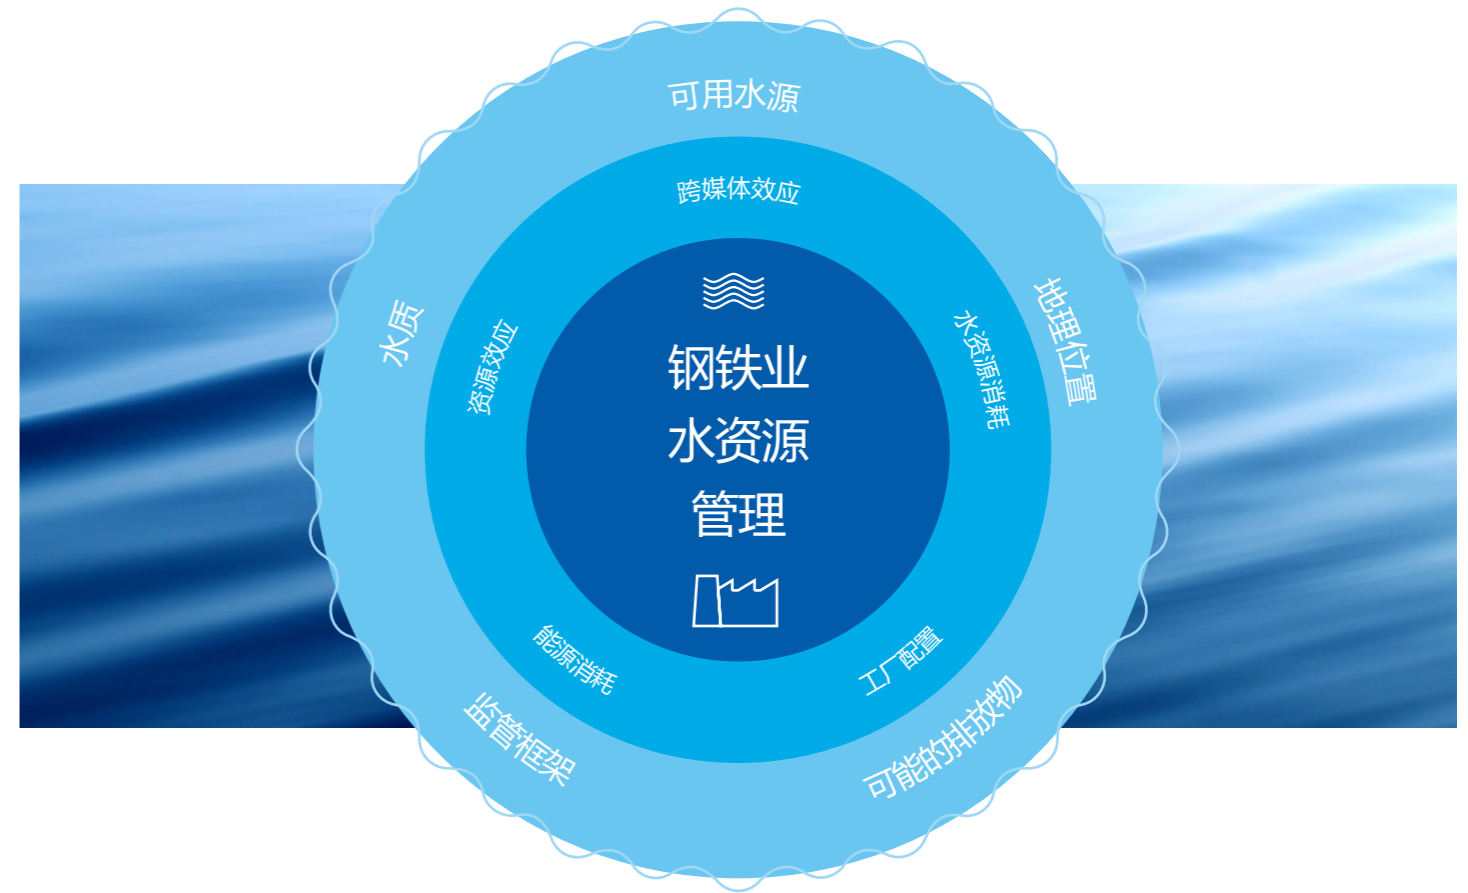 可用水源
跨媒体效应
地理位置
水质
水资源消耗
资源效应
钢铁业
水资源
管理
能源消耗
工厂配置
监管框架
可能的排放物